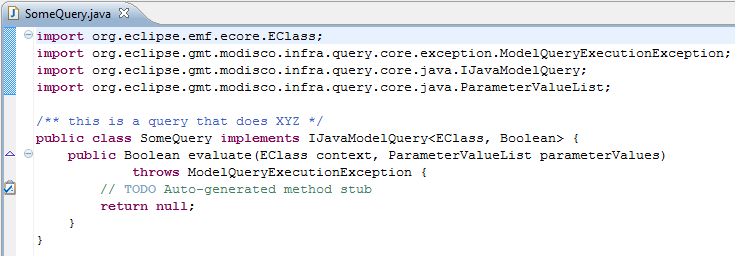 SomeQuery.java
import org.eclipse.emf.ecore.EClass;
import org.eclipse.gmt.modisco.infra.query.core.exception.ModelQueryExecutionException;
import org.eclipse.gmt.modisco.infra.query.core.java.IJavaModelQuery;
import org.eclipse.gmt.modisco.infra.query.core.java.ParameterValueList;
/** this is a query that does XYZ */
public class SomeQuery implements IJavaModelQuery<EClass, Boolean> {
public Boolean evaluate(EClass context, ParameterValueList parameterValues)
throws ModelQueryExecutionException {
// TODO Auto-generated method stub
return null;
}
}